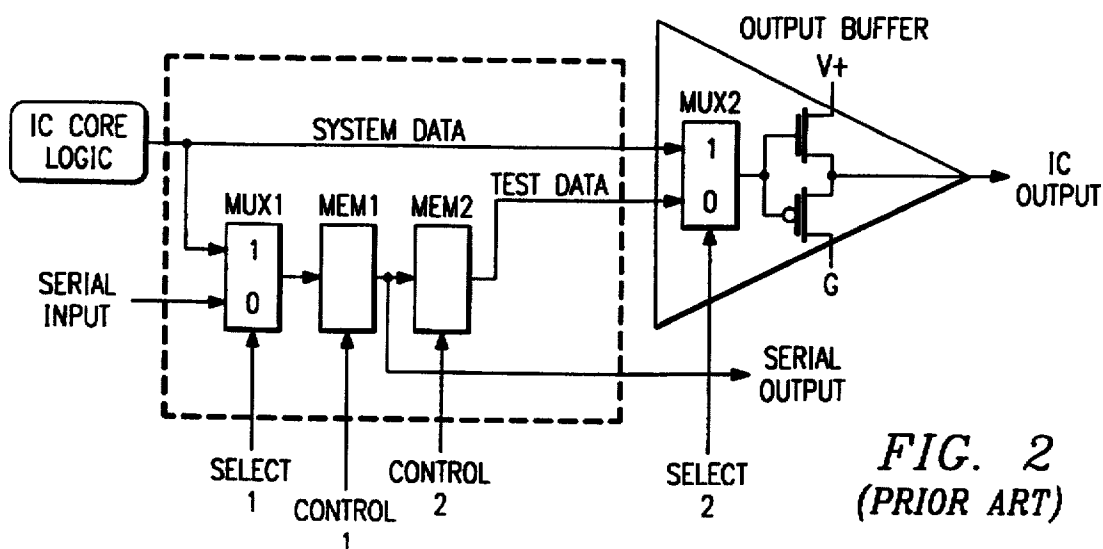 OUTPUT BUFFER
V+
MUX2
IC CORE
LOGIC
SYSTEM DATA
1
0
IC
OUTPUT
TEST DATA
MUX1
MEM1
MEM2
1
0
G
SERIAL
INPUT
SERIAL
OUTPUT
SELECT
1
CONTROL
1
CONTROL
2
SELECT
2
FIG. 2
(PRIOR ART)